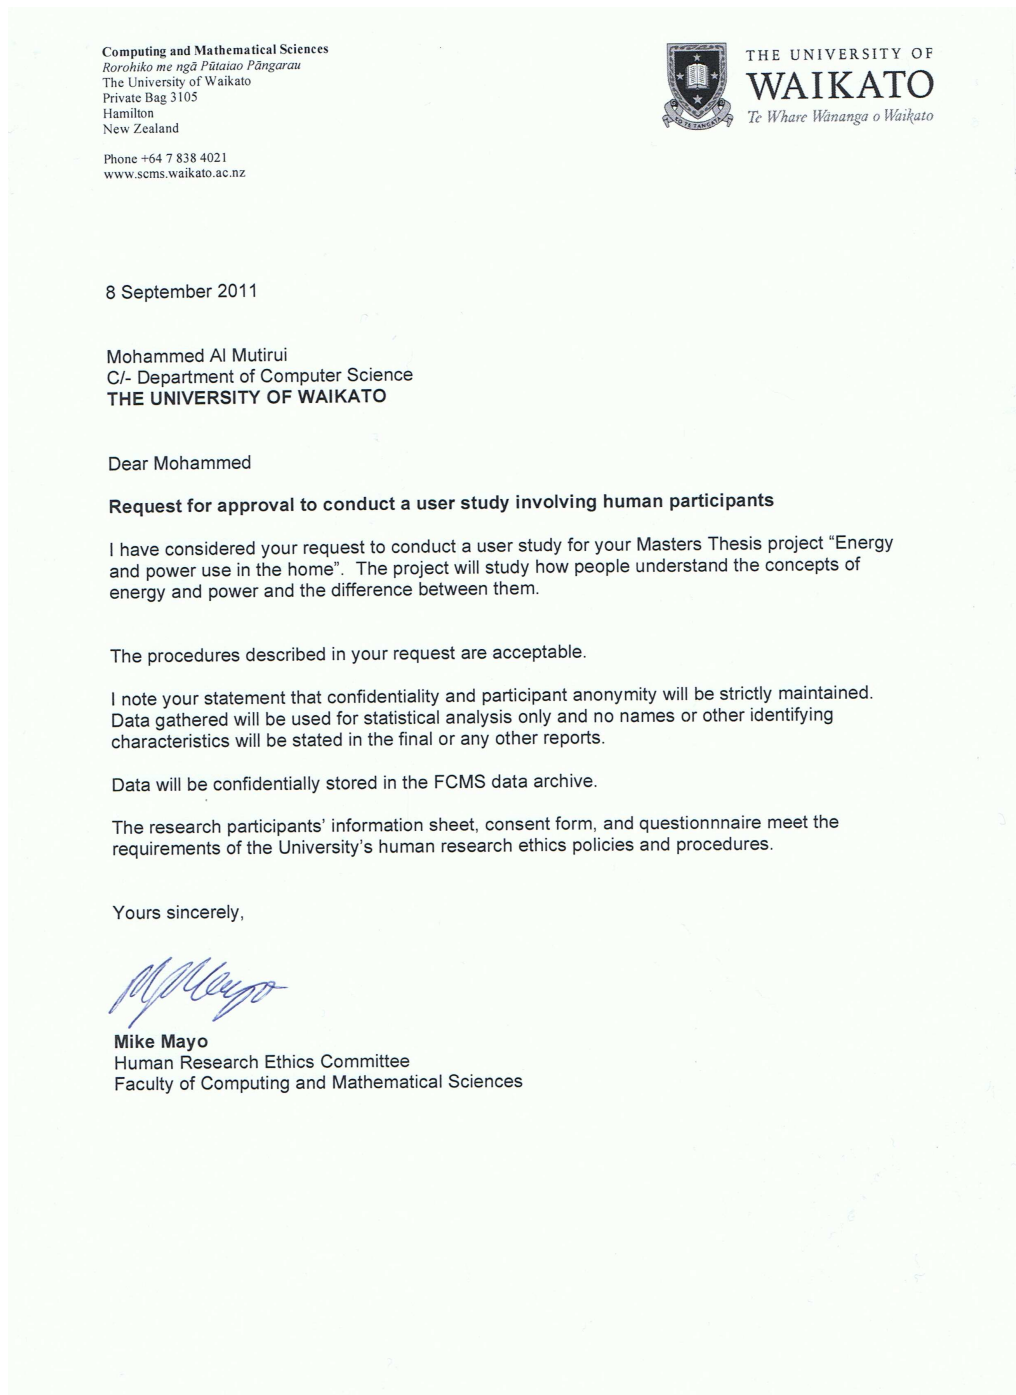 Computing and Mathematical Sciences
Rorohiko me ngā Pūtaiao Pāngarau
The University of Waikato
Private Bag 3105
Hamilton
New Zealand
Phone +64 7 838 4021
www.scms.waikato.ac.nz
THE UNIVERSITY OF
WAIKATO
Te Whare Wānanga o Waikato
KO TE TANGATA
8 September 2011
Mohammed Al Mutirui
C/- Department of Computer Science
THE UNIVERSITY OF WAIKATO
Dear Mohammed
Request for approval to conduct a user study involving human participants
I have considered your request to conduct a user study for your Masters Thesis project “Energy
and power use in the home”.  The project will study how people understand the concepts of
energy and power and the difference between them.
The procedures described in your request are acceptable.
I note your statement that confidentiality and participant anonymity will be strictly maintained.
Data gathered will be used for statistical analysis only and no names or other identifying
characteristics will be stated in the final or any other reports.
Data will be confidentially stored in the FCMS data archive.
The research participants’ information sheet, consent form, and questionnnaire meet the
requirements of the University’s human research ethics policies and procedures.
Yours sincerely,
Mike Mayo
Human Research Ethics Committee
Faculty of Computing and Mathematical Sciences